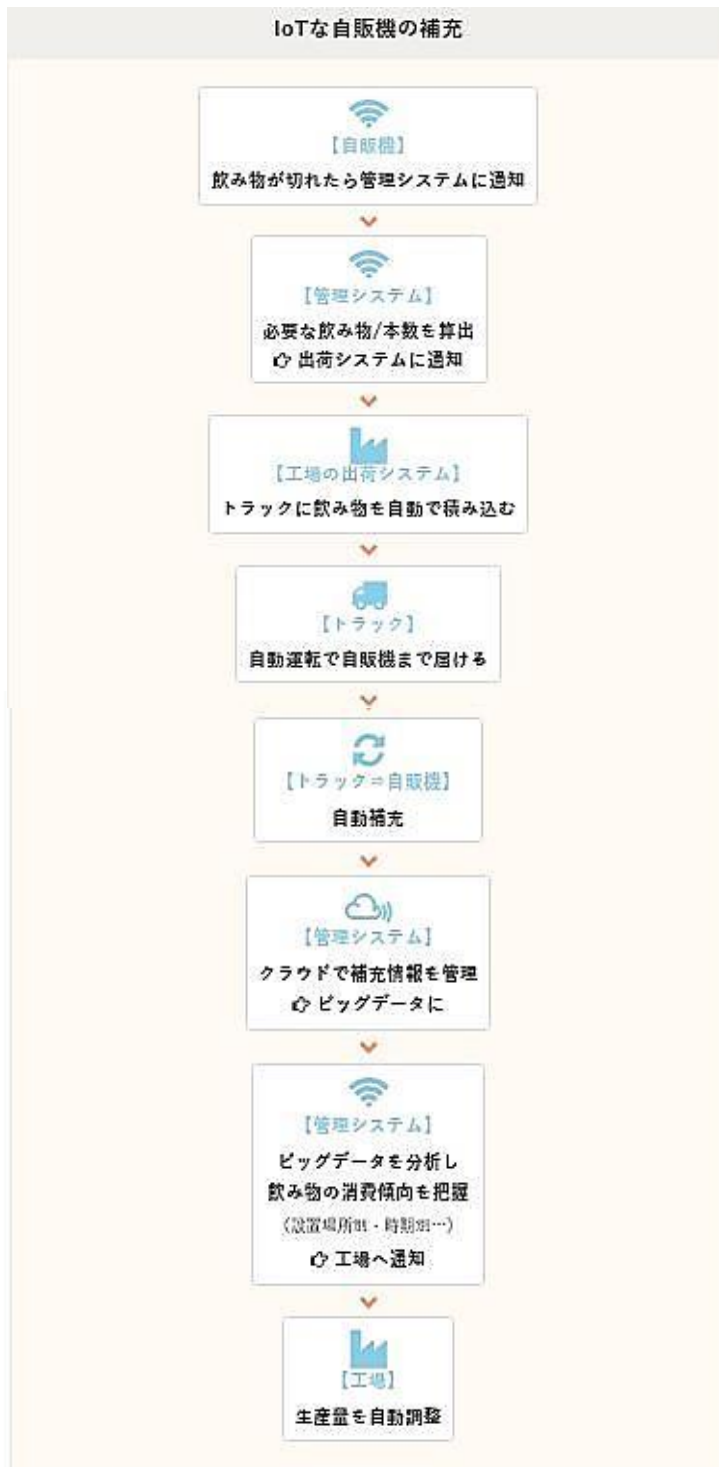 IoTな自販機の補充
【自販機】
飲み物が切れたら管理システムに通知
【管理システム】
必要な飲み物/本数を算出
出荷システムに通知
【工場の出荷システム】
トラックに飲み物を自動で積み込む
【トラック】
自動運転で自販機まで届ける
【トラック⇒自販機】
自動補充
【管理システム】
クラウドで補充情報を管理
ビッグデータに
【管理システム】
ビッグデータを分析し
飲み物の消費傾向を把握
(設置場所別・時期別…)
工場へ通知
【工場】
生産量を自動調整